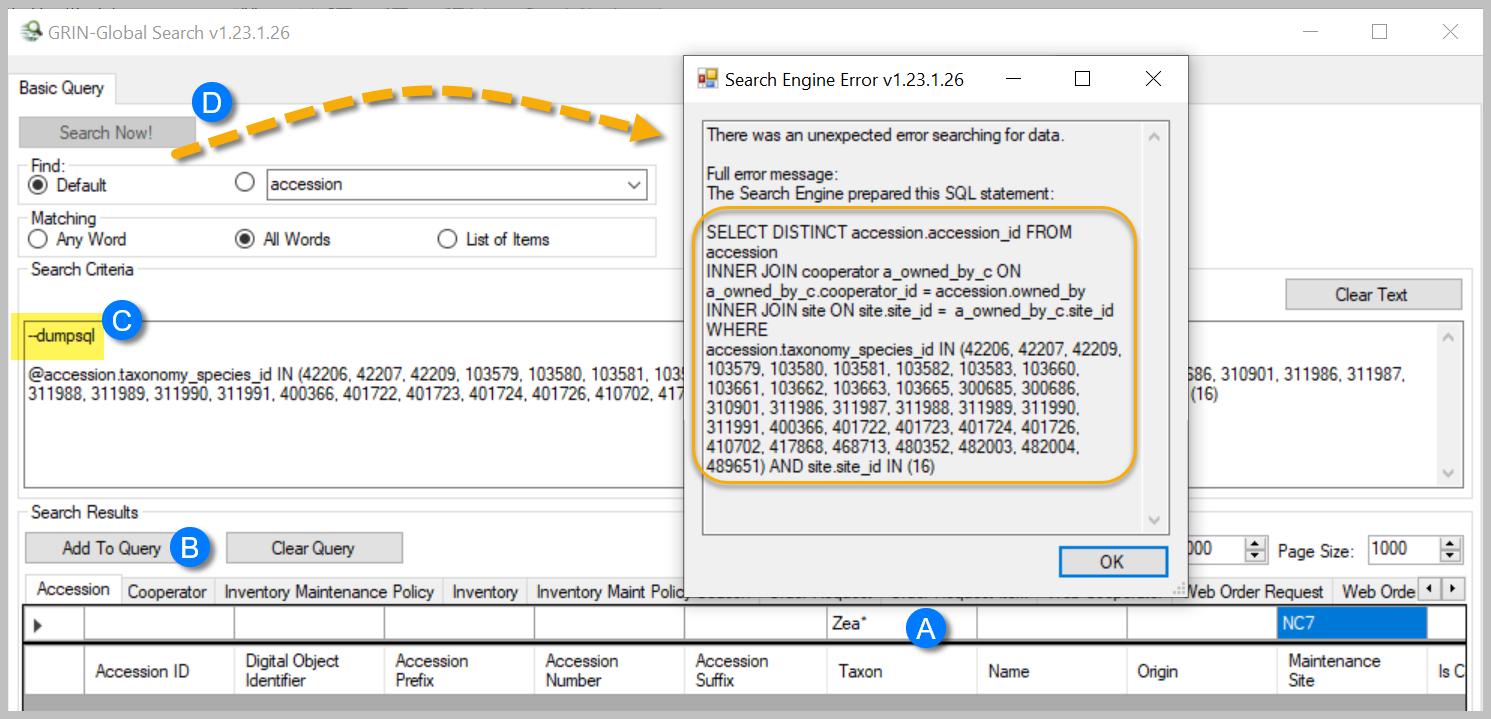 GRIN-Global Search v1.23.1.26
Basic Query
D
Search Now!
Find:
Default
accession
Matching
Any Word
All Words
List of Items
Search Criteria
Clear Text
C
--dumpsql
@accession.taxonomy_species_id IN (42206, 42207, 42209, 103579, 103580, 103581, 103 686, 310901, 311986, 311987,
311988, 311989, 311990, 311991, 400366, 401722, 401723, 401724, 401726, 410702, 417 (16)
Search Engine Error v1.23.1.26
There was an unexpected error searching for data.
Full error message:
The Search Engine prepared this SQL statement:
SELECT DISTINCT accession.accession_id FROM
accession
INNER JOIN cooperator a_owned_by_c ON
a_owned_by_c.cooperator_id = accession.owned_by
INNER JOIN site ON site.site_id = a_owned_by_c.site_id
WHERE
accession.taxonomy_species_id IN (42206, 42207, 42209,
103579, 103580, 103581, 103582, 103583, 103660,
103661, 103662, 103663, 103665, 300685, 300686,
310901, 311986, 311987, 311988, 311989, 311990,
311991, 400366, 401722, 401723, 401724, 401726,
410702, 417868, 468713, 480352, 482003, 482004,
489651) AND site.site_id IN (16)
OK
Search Results
Add To Query
B
Clear Query
000
Page Size:
1000
Accession
Cooperator
Inventory Maintenance Policy
Inventory
Inventory Maint Policy
Web Order Request
Web Orde
Zea*
A
NC7
Accession ID
Digital Object
Identifier
Accession
Prefix
Accession
Number
Accession
Suffix
Taxon
Name
Origin
Maintenance
Site
Is C